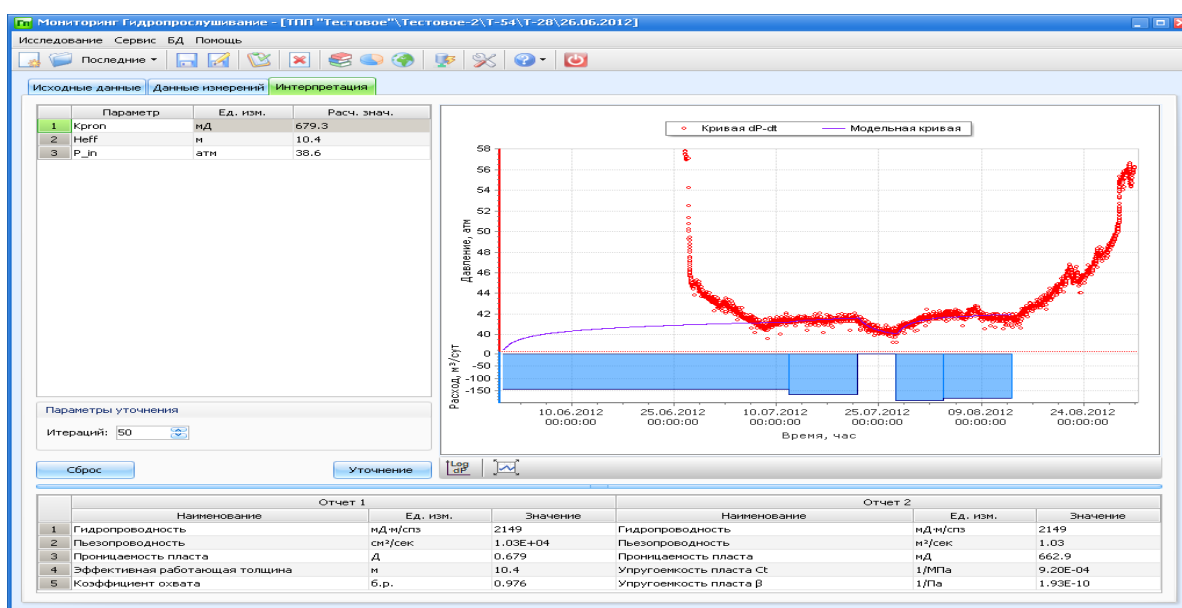 Гп Мониторинг Гидропрослушивание - [ТПП "Тестовое"\Тестовое-2\Т-54\Т-28\26.06.2012]
Исследование Сервис БД Помощь
Последние
Исходные данные Данные измерений Интерпретация
Параметр Ед. изм. Расч. знач.
1 Kpron мД 679.3
2 Heff м 10.4
3 P_in атм 38.6
Кривая dP-dt Модельная кривая
Давление, атм
58
56
54
52
50
48
46
44
42
40
Расход, м³/сут
0
-50
-100
-150
10.06.2012 25.06.2012 10.07.2012 25.07.2012 09.08.2012 24.08.2012
00:00:00 00:00:00 00:00:00 00:00:00 00:00:00 00:00:00
Время, час
Параметры уточнения
Итераций: 50
Сброс Уточнение
Log dP
Отчет 1 Отчет 2
Наименование Ед. изм. Значение Наименование Ед. изм. Значение
1 Гидропроводность мД·м/спз 2149 Гидропроводность мД·м/спз 2149
2 Пьезопроводность см²/сек 1.03E+04 Пьезопроводность м²/сек 1.03
3 Проницаемость пласта Д 0.679 Проницаемость пласта мД 662.9
4 Эффективная работающая толщина м 10.4 Упругоемкость пласта Ct 1/МПа 9.20E-04
5 Коэффициент охвата б.р. 0.976 Упругоемкость пласта β 1/Па 1.93E-10